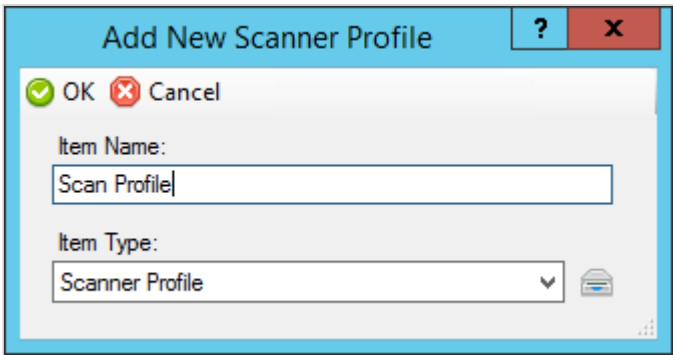 Add New Scanner Profile ? x
OK Cancel
Item Name:
Scan Profile
Item Type:
Scanner Profile